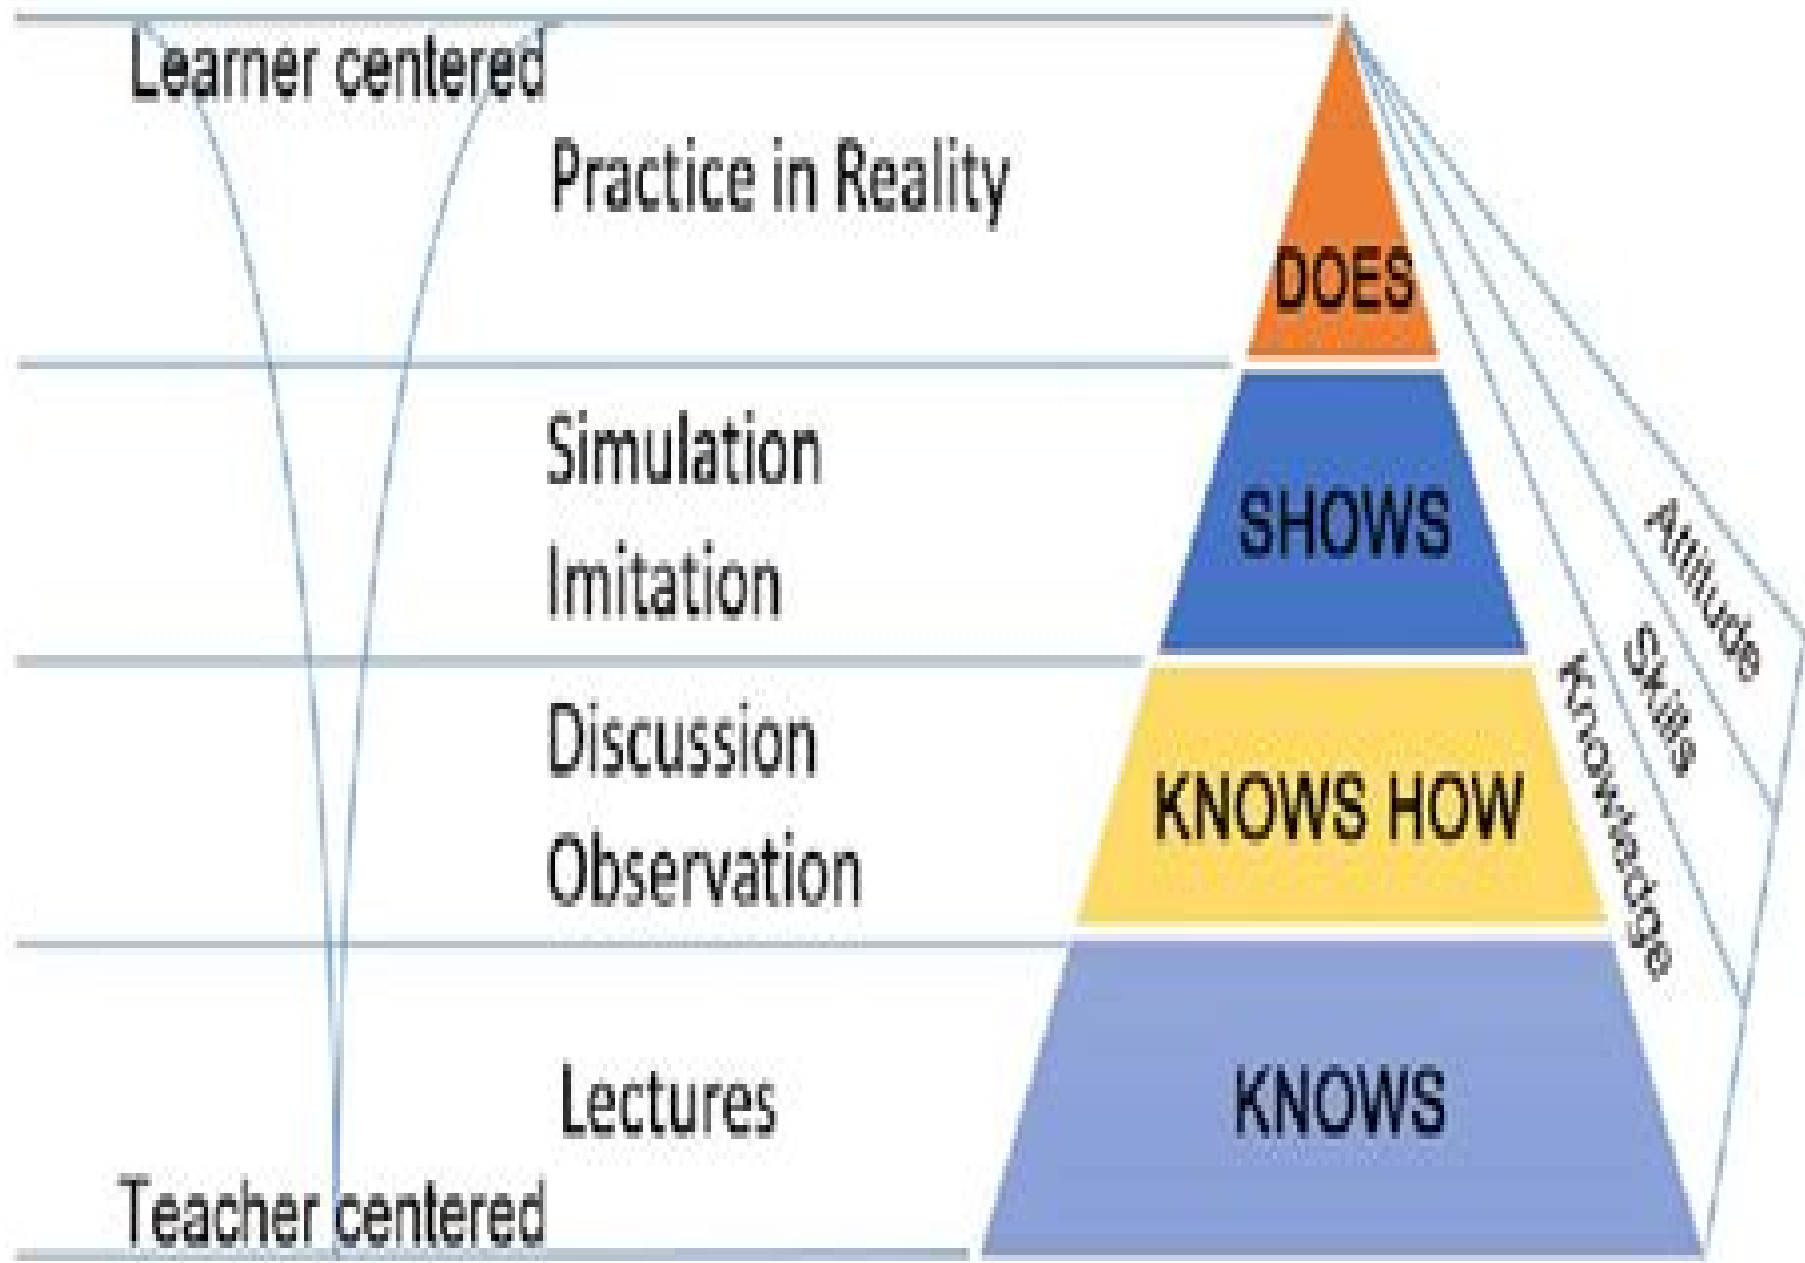 Learner centered
Practice in Reality
DOES
Simulation
Imitation
SHOWS
Attitude
Skills
Knowledge
Discussion
Observation
KNOWS HOW
Lectures
KNOWS
Teacher centered